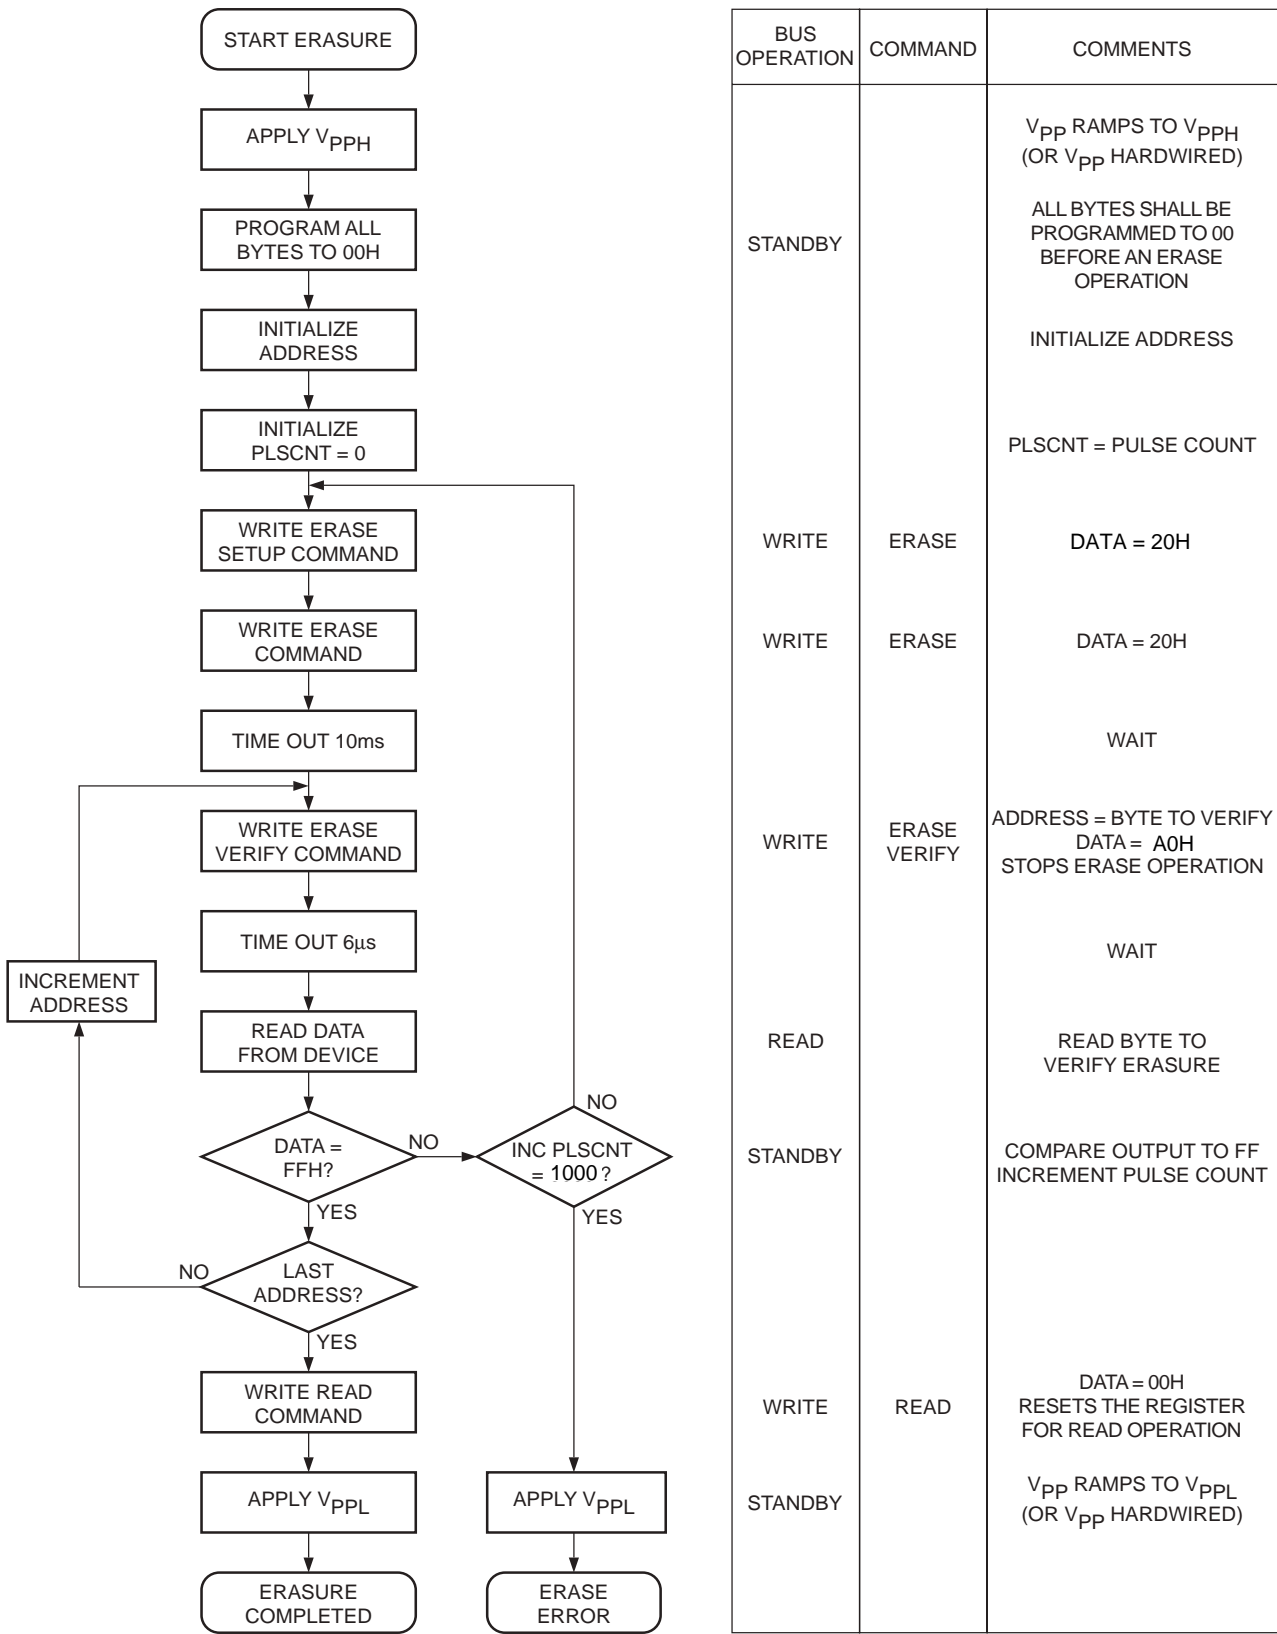 START ERASURE
APPLY VPPH
PROGRAM ALL
BYTES TO 00H
INITIALIZE
ADDRESS
INITIALIZE
PLSCNT = 0
WRITE ERASE
SETUP COMMAND
WRITE ERASE
COMMAND
TIME OUT 10ms
WRITE ERASE
VERIFY COMMAND
TIME OUT 6μs
INCREMENT
ADDRESS
READ DATA
FROM DEVICE
DATA =
FFH?
NO
YES
INC PLSCNT
= 1000 ?
NO
YES
LAST
ADDRESS?
NO
YES
WRITE READ
COMMAND
APPLY VPPL
ERASURE
COMPLETED
APPLY VPPL
ERASE
ERROR
BUS
OPERATION
COMMAND
COMMENTS
VPP RAMPS TO VPPH
(OR VPP HARDWIRED)
STANDBY
ALL BYTES SHALL BE
PROGRAMMED TO 00
BEFORE AN ERASE
OPERATION
INITIALIZE ADDRESS
PLSCNT = PULSE COUNT
WRITE
ERASE
DATA = 20H
WRITE
ERASE
DATA = 20H
WAIT
WRITE
ERASE
VERIFY
ADDRESS = BYTE TO VERIFY
DATA = A0H
STOPS ERASE OPERATION
WAIT
READ
READ BYTE TO
VERIFY ERASURE
STANDBY
COMPARE OUTPUT TO FF
INCREMENT PULSE COUNT
WRITE
READ
DATA = 00H
RESETS THE REGISTER
FOR READ OPERATION
STANDBY
VPP RAMPS TO VPPL
(OR VPP HARDWIRED)